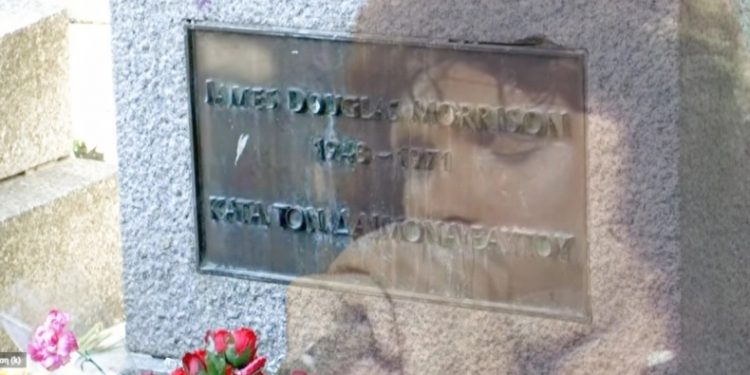 JAMES DOUGLAS MORRISON
1943 – 1971
ΚΑΤΑ ΤΟΝ ΔΑΙΜΟΝΑ ΕΑΥΤΟΥ